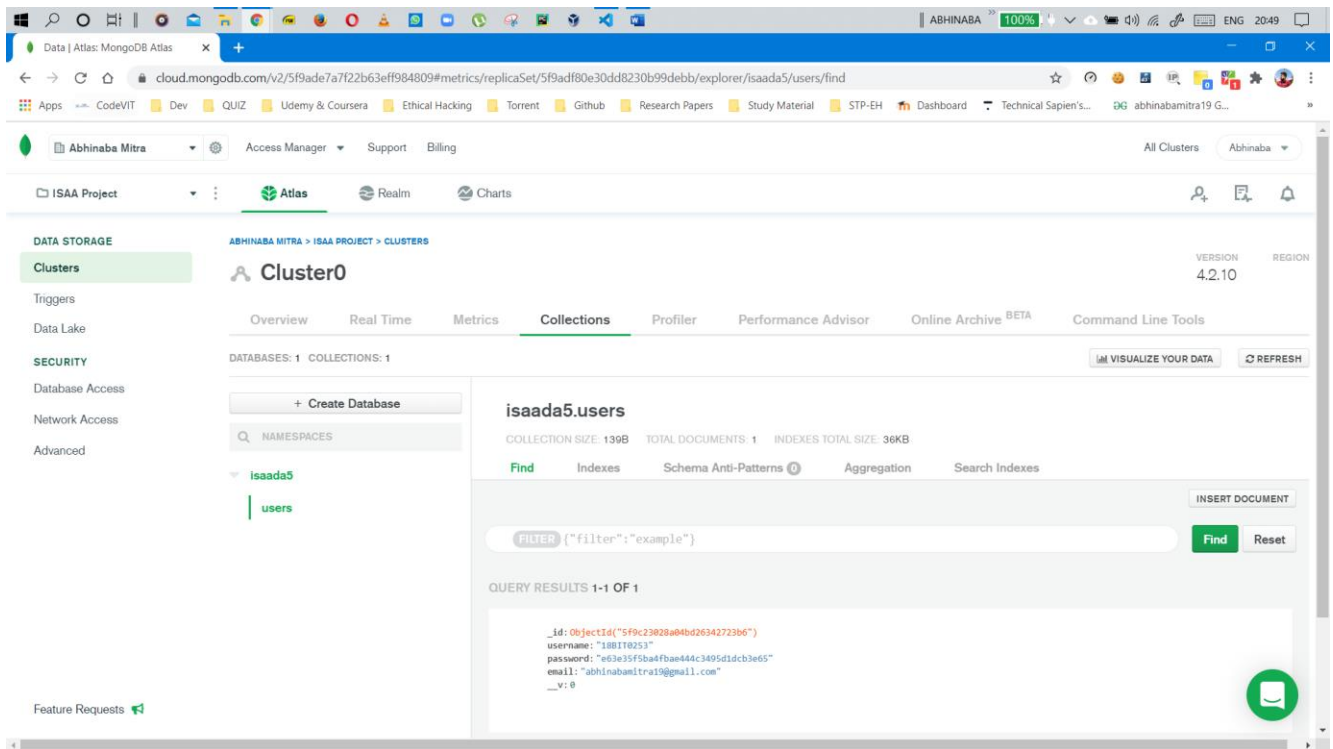 ABHINABA
100%
ENG 20:49
Data | Atlas: MongoDB Atlas
cloud.mongodb.com/v2/5f9ade7a7f22b63eff984809#metrics/replicaSet/5f9adf80e30dd8230b99debb/explorer/isaada5/users/find
Apps CodeVIT Dev QUIZ Udemy & Coursera Ethical Hacking Torrent Github Research Papers Study Material STP-EH Dashboard Technical Sapien's... abhinabamitra19 G...
Abhinaba Mitra Access Manager Support Billing All Clusters Abhinaba
ISAA Project Atlas Realm Charts
DATA STORAGE
Clusters
Triggers
Data Lake
SECURITY
Database Access
Network Access
Advanced
Feature Requests
ABHINABA MITRA > ISAA PROJECT > CLUSTERS
Cluster0
VERSION REGION
4.2.10
Overview Real Time Metrics Collections Profiler Performance Advisor Online Archive BETA Command Line Tools
DATABASES: 1 COLLECTIONS: 1
VISUALIZE YOUR DATA REFRESH
+ Create Database
NAMESPACES
isaada5
users
isaada5.users
COLLECTION SIZE: 139B TOTAL DOCUMENTS: 1 INDEXES TOTAL SIZE: 36KB
Find Indexes Schema Anti-Patterns 0 Aggregation Search Indexes
INSERT DOCUMENT
FILTER {"filter":"example"}
Find Reset
QUERY RESULTS 1-1 OF 1
_id: ObjectId("5f9c23028a04bd26342723b6")
username: "18BIT0253"
password: "e63e35f5ba4fbae444c3495d1dcb3e65"
email: "abhinabamitra19@gmail.com"
__v: 0